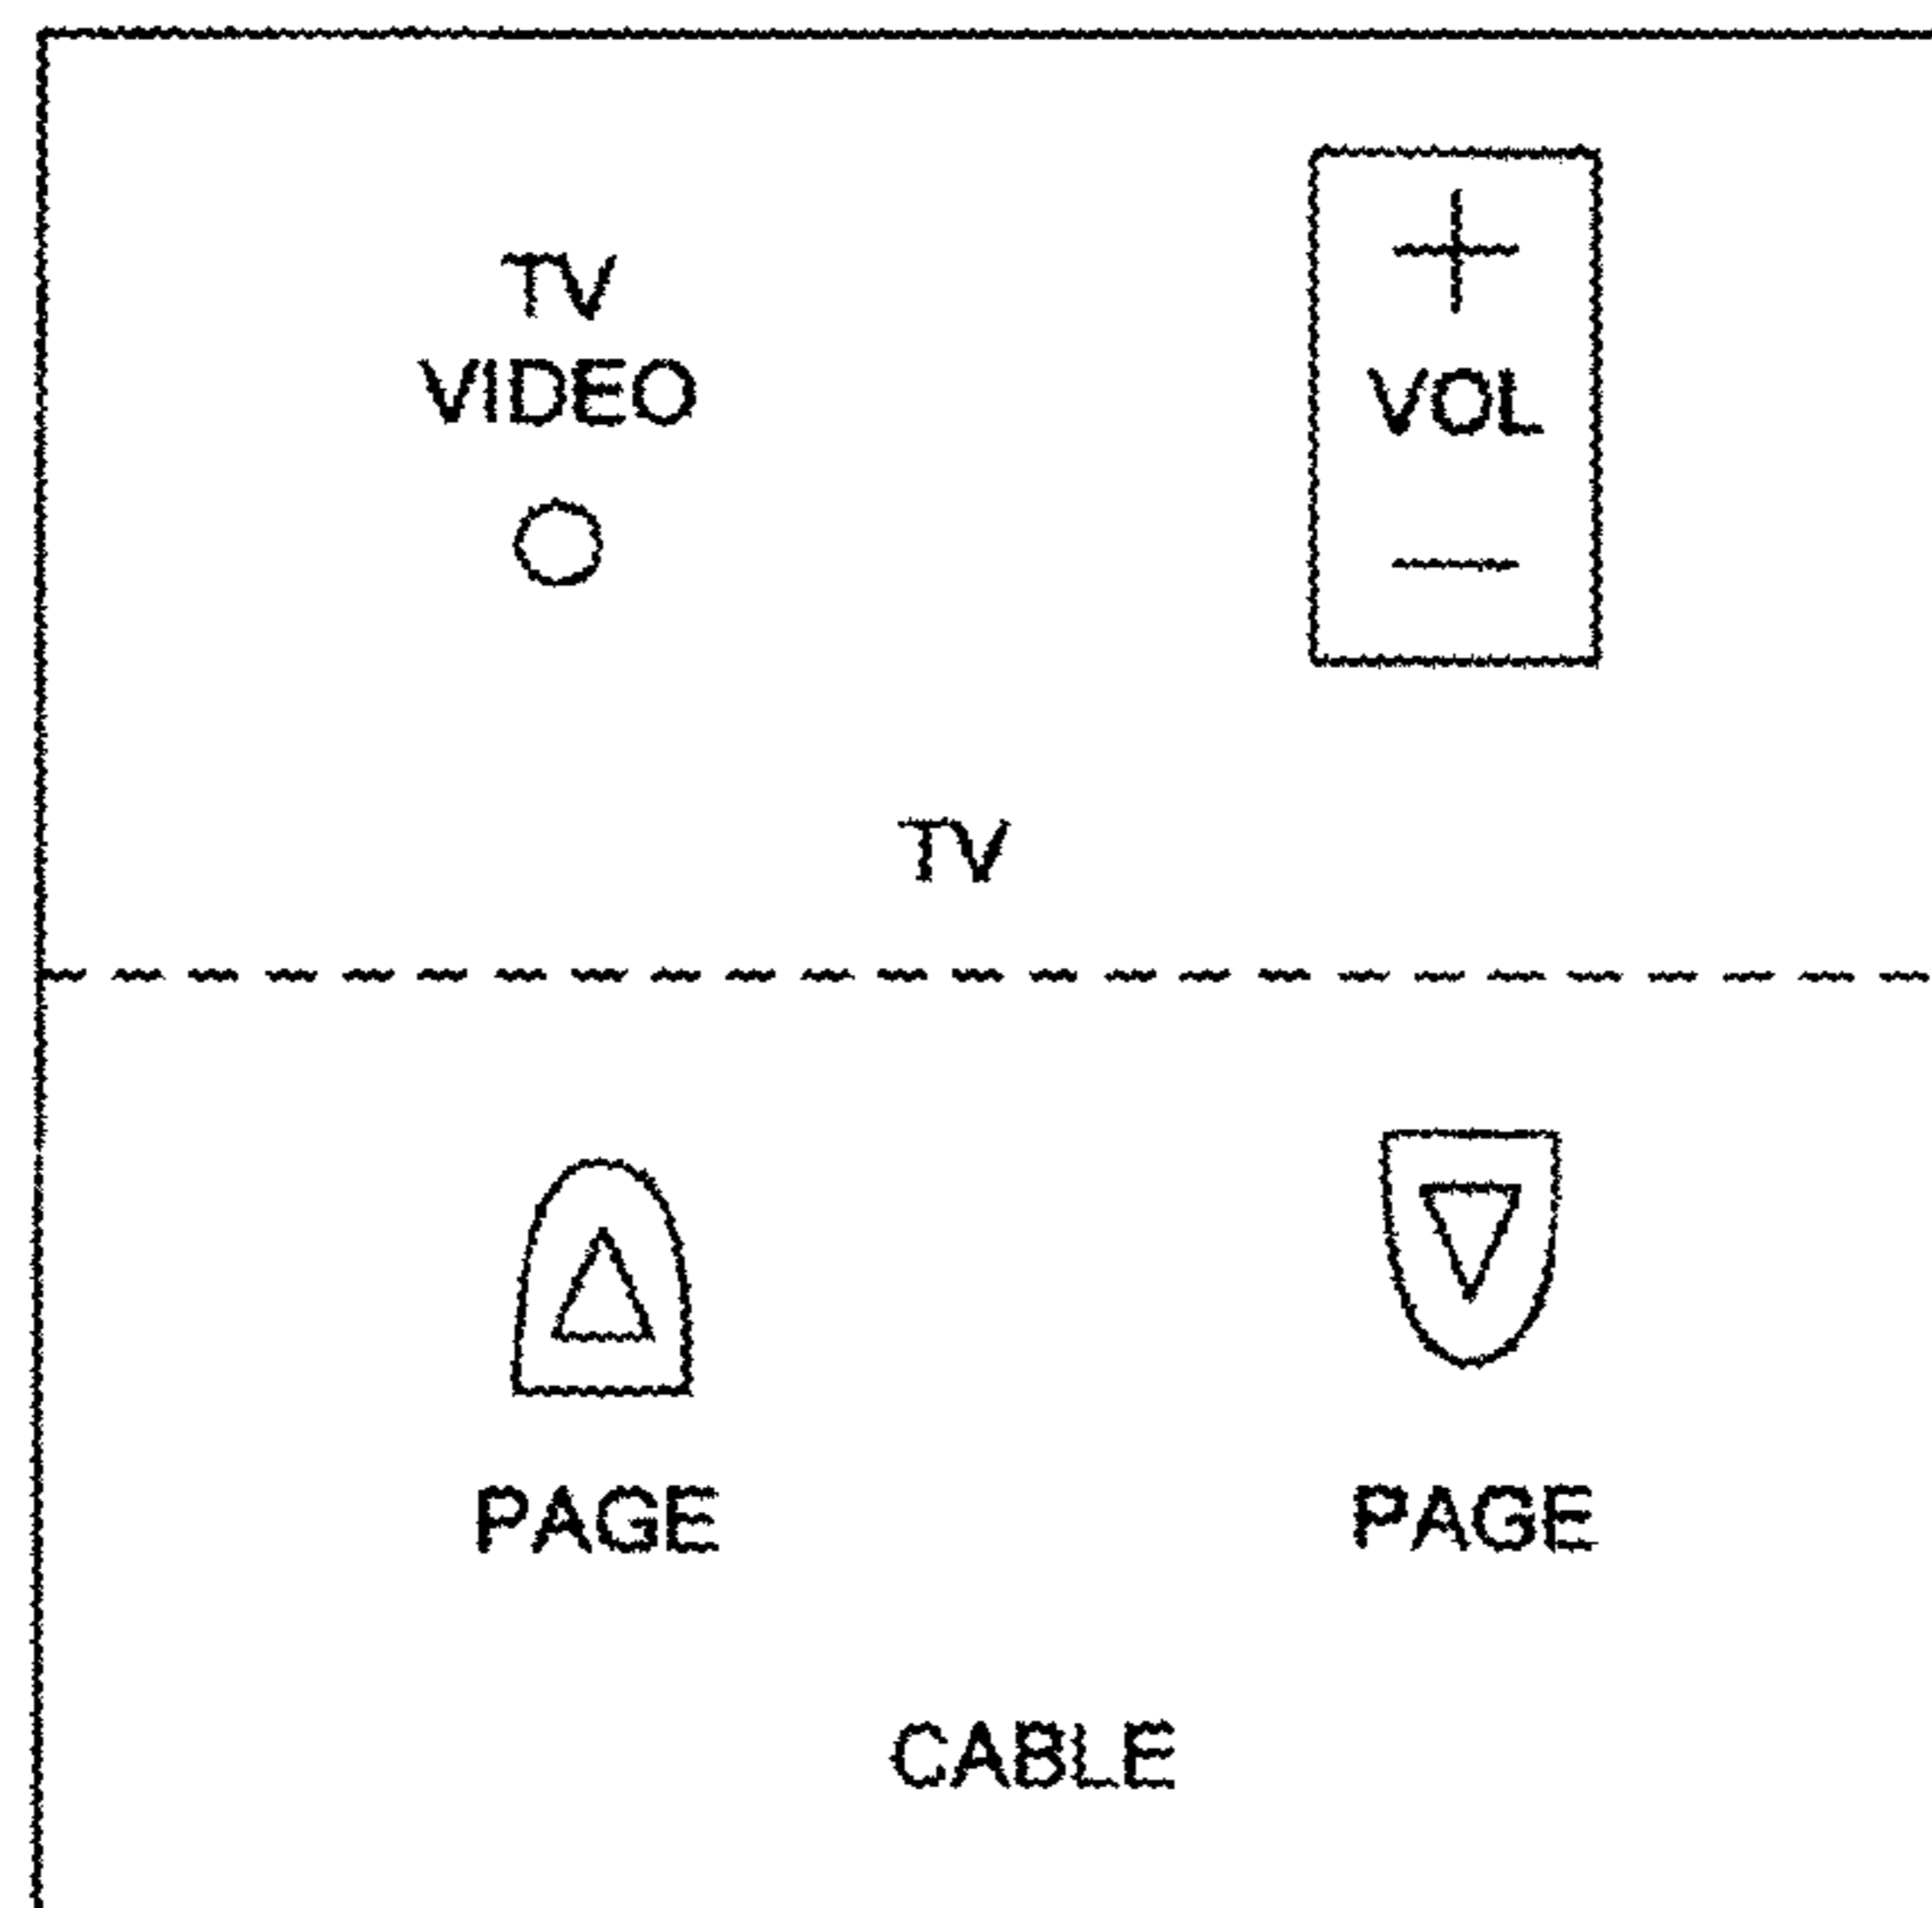 TV
VIDEO
+
VOL
−
TV
PAGE PAGE
CABLE